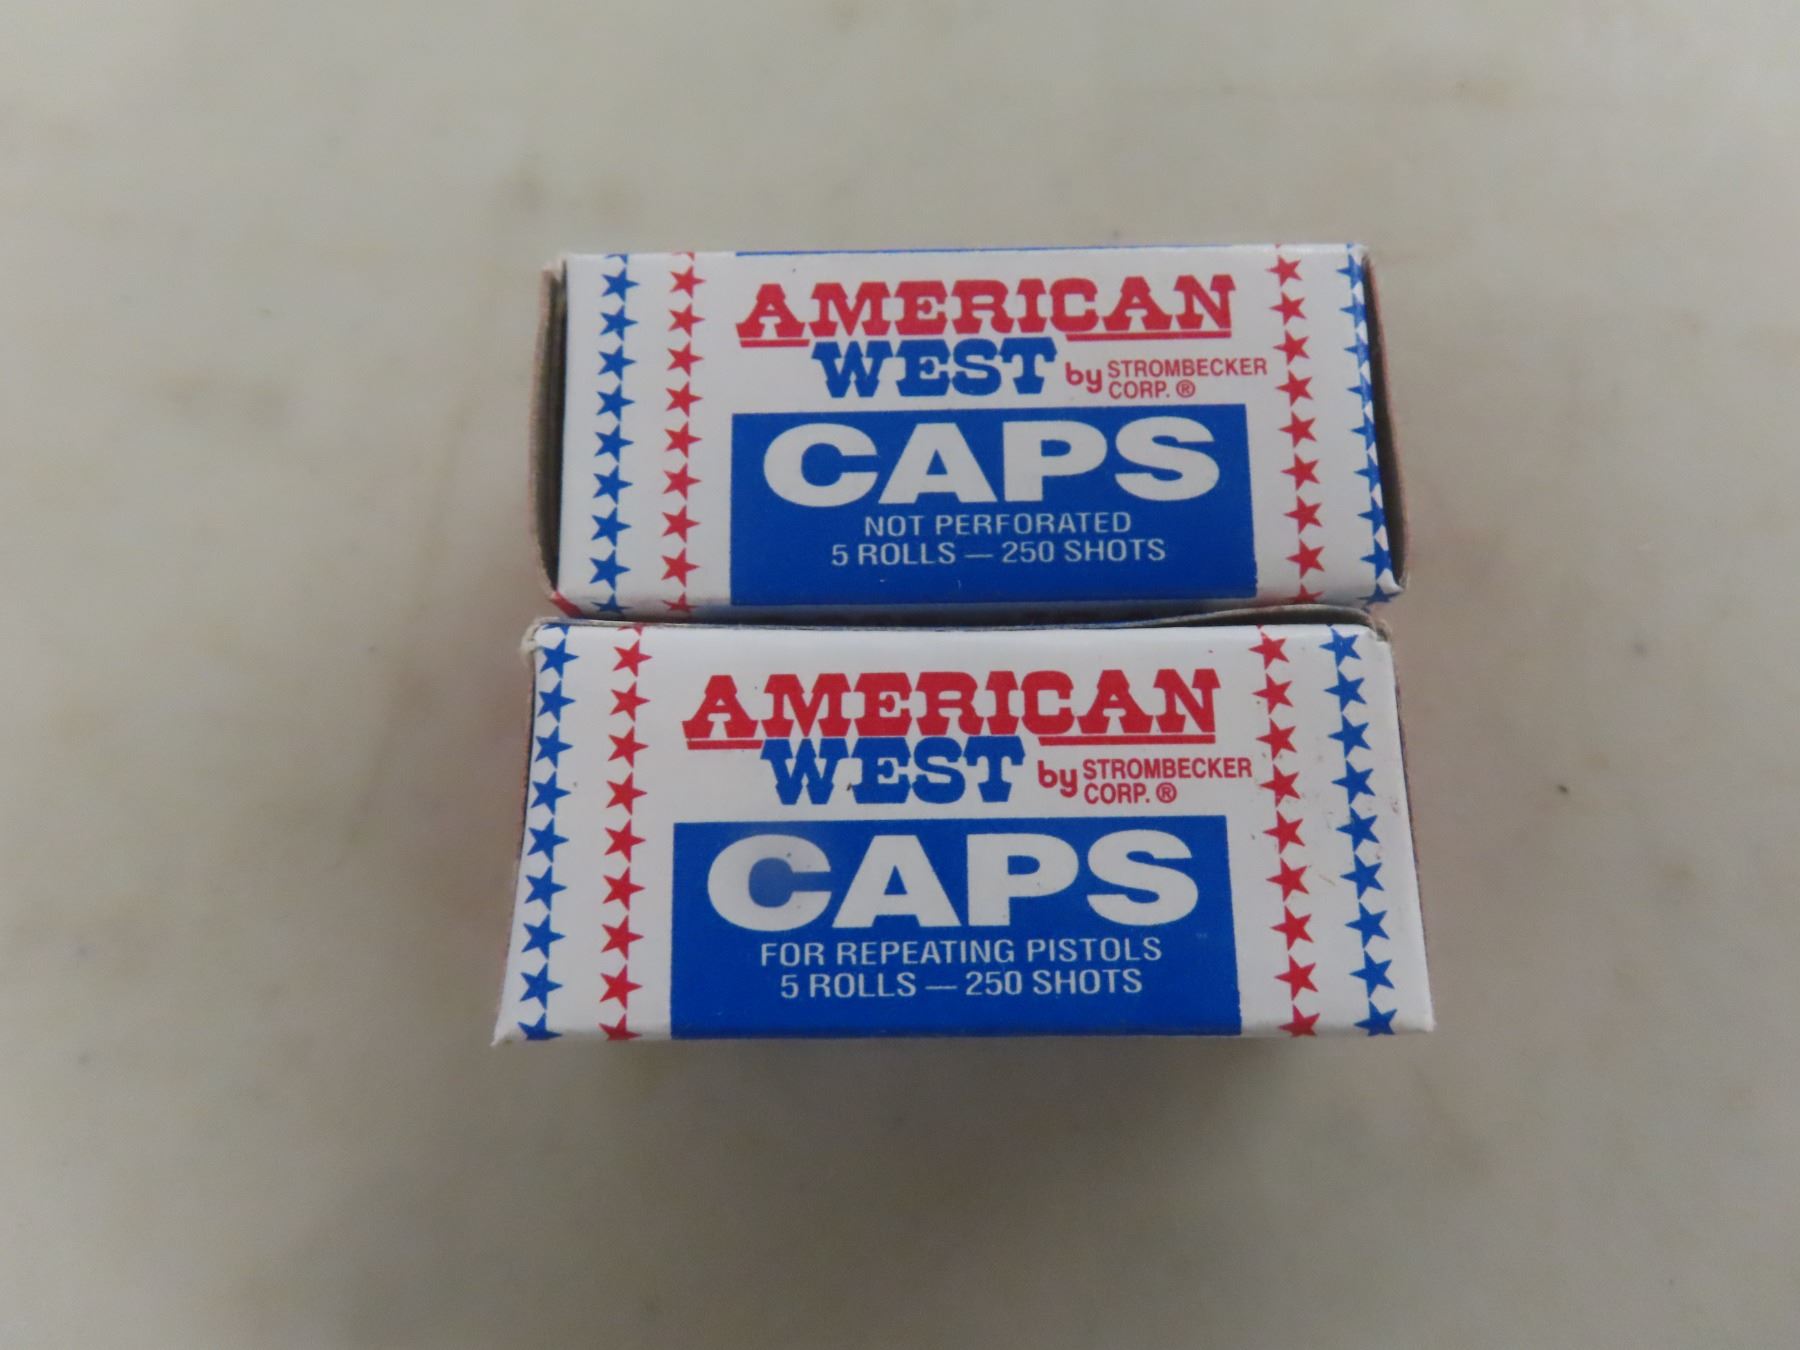 AMERICAN
WEST by STROMBECKER
CORP.®
CAPS
NOT PERFORATED
5 ROLLS — 250 SHOTS
AMERICAN
WEST by STROMBECKER
CORP.®
CAPS
FOR REPEATING PISTOLS
5 ROLLS — 250 SHOTS